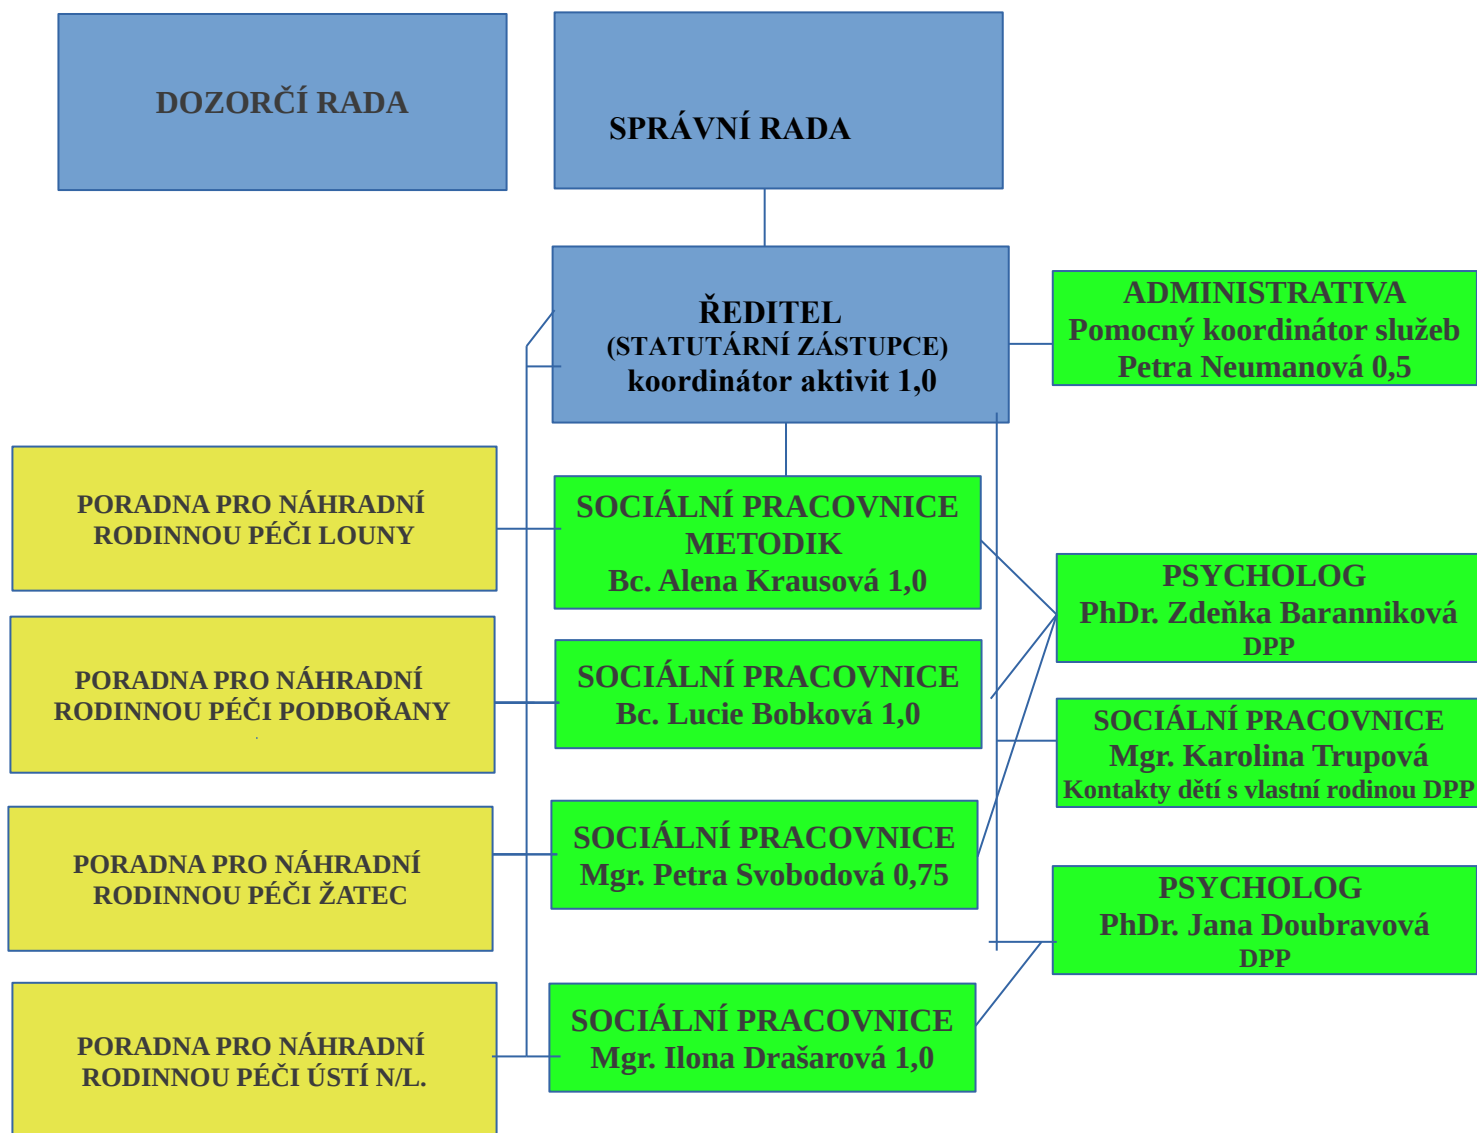 DOZORČÍ RADA
SPRÁVNÍ RADA
ŘEDITEL
(STATUTÁRNÍ ZÁSTUPCE)
koordinátor aktivit 1,0
ADMINISTRATIVA
Pomocný koordinátor služeb
Petra Neumanová 0,5
PORADNA PRO NÁHRADNÍ
RODINNOU PÉČI LOUNY
SOCIÁLNÍ PRACOVNICE
METODIK
Bc. Alena Krausová 1,0
PSYCHOLOG
PhDr. Zdeňka Baranniková
DPP
PORADNA PRO NÁHRADNÍ
RODINNOU PÉČI PODBOŘANY
.
SOCIÁLNÍ PRACOVNICE
Bc. Lucie Bobková 1,0
SOCIÁLNÍ PRACOVNICE
Mgr. Karolina Trupová
Kontakty dětí s vlastní rodinou DPP
PORADNA PRO NÁHRADNÍ
RODINNOU PÉČI ŽATEC
SOCIÁLNÍ PRACOVNICE
Mgr. Petra Svobodová 0,75
PSYCHOLOG
PhDr. Jana Doubravová
DPP
PORADNA PRO NÁHRADNÍ
RODINNOU PÉČI ÚSTÍ N/L.
SOCIÁLNÍ PRACOVNICE
Mgr. Ilona Drašarová 1,0